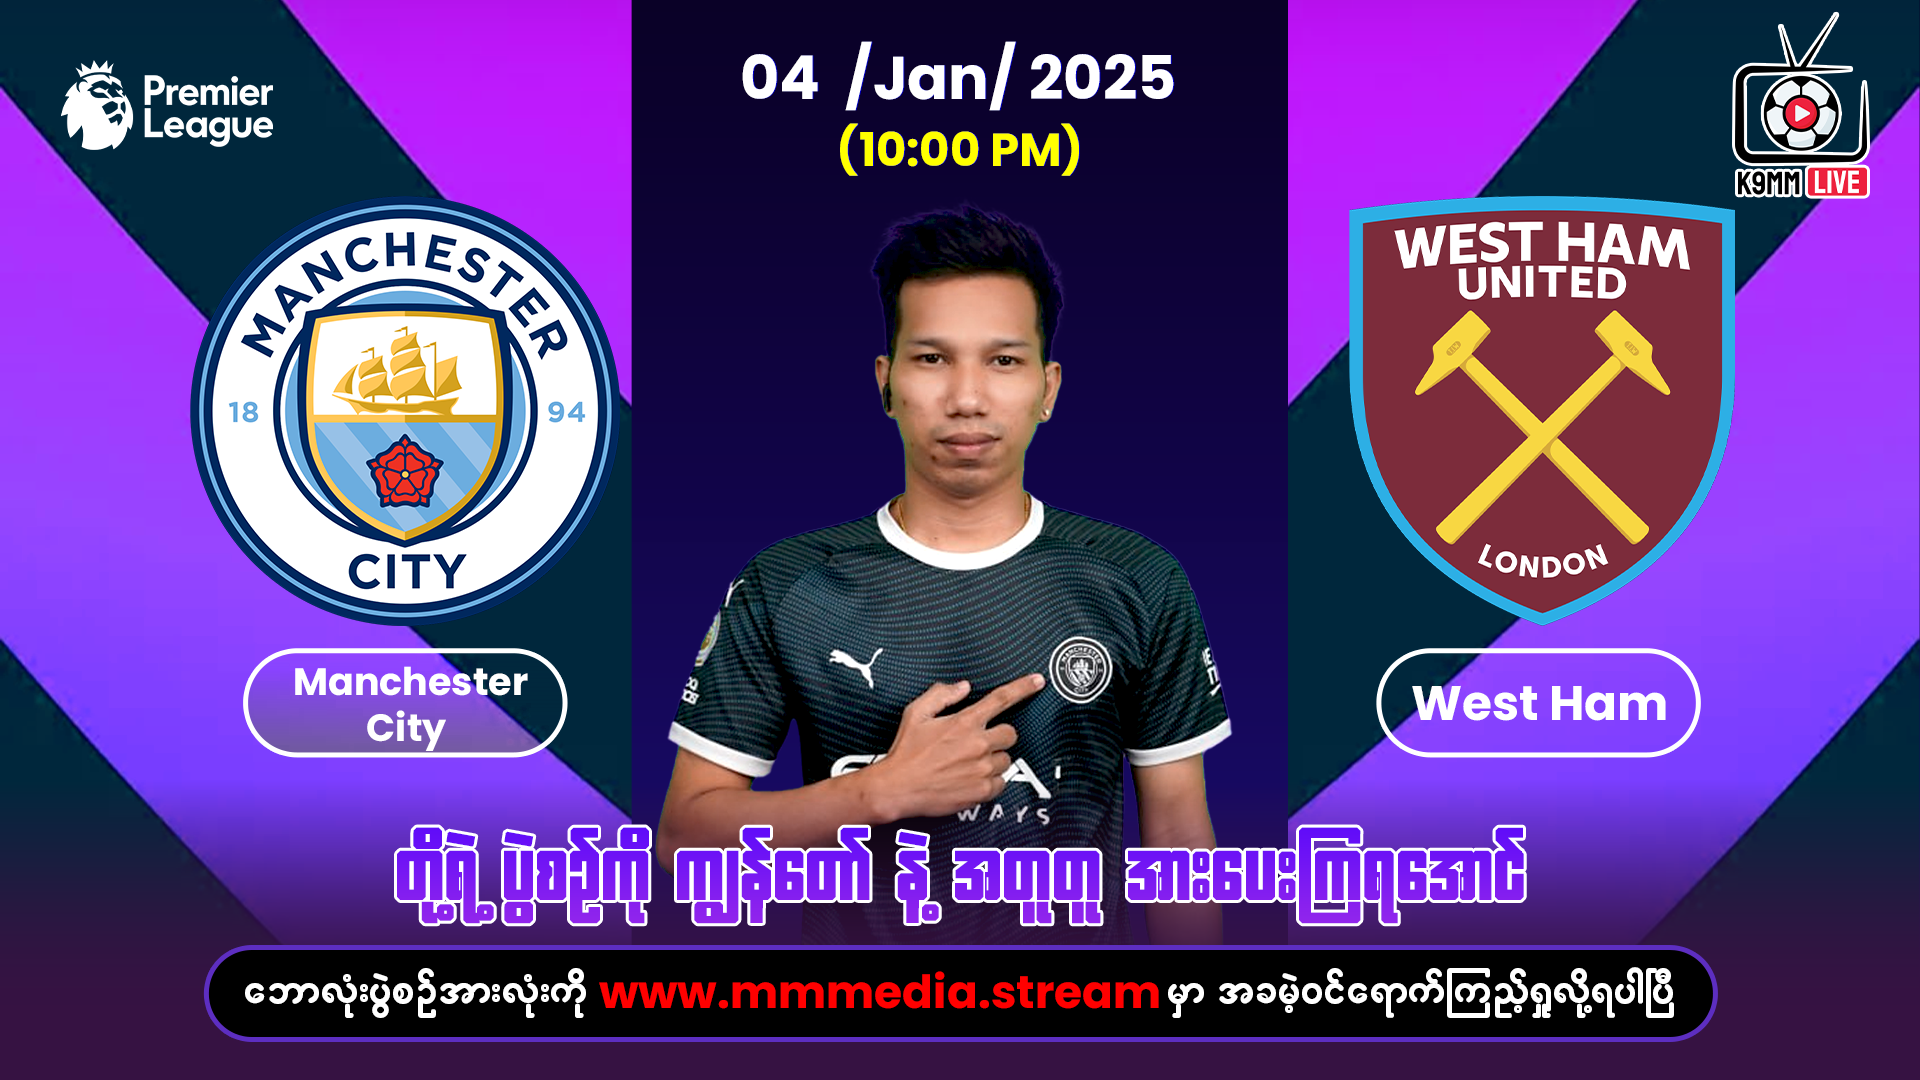 04 /Jan/ 2025
(10:00 PM)
Premier
League
K9MM LIVE
MANCHESTER
18 94
CITY
WEST HAM
UNITED
LONDON
Manchester
City
West Ham
WAYS
တို့ရဲ့ ပွဲစဉ်ကို ကျွန်တော် နဲ့ အတူတူ အားပေးကြရအောင်
ဘောလုံးပွဲစဉ်အားလုံးကို www.mmmedia.stream မှာ အခမဲ့ဝင်ရောက်ကြည့်ရှုလို့ရပါပြီ